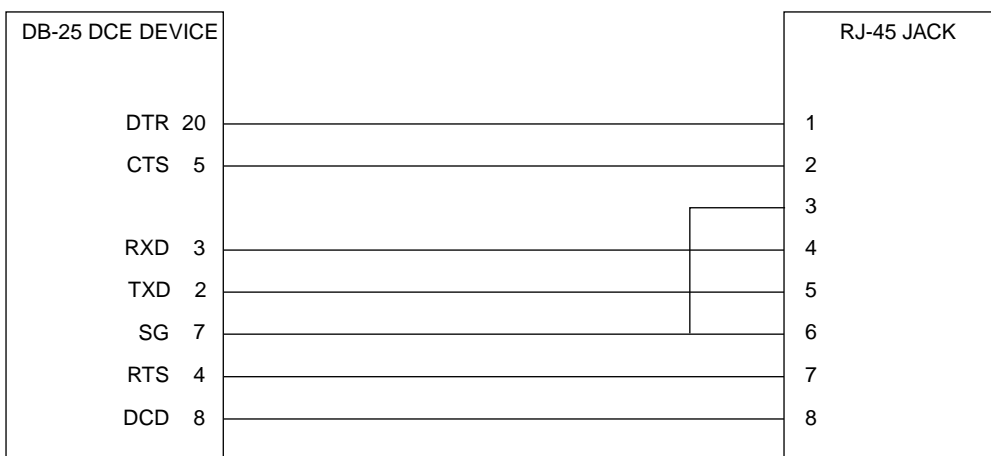 DB-25 DCE DEVICE RJ-45 JACK
DTR 20 1
CTS 5 2
3
RXD 3 4
TXD 2 5
SG 7 6
RTS 4 7
DCD 8 8